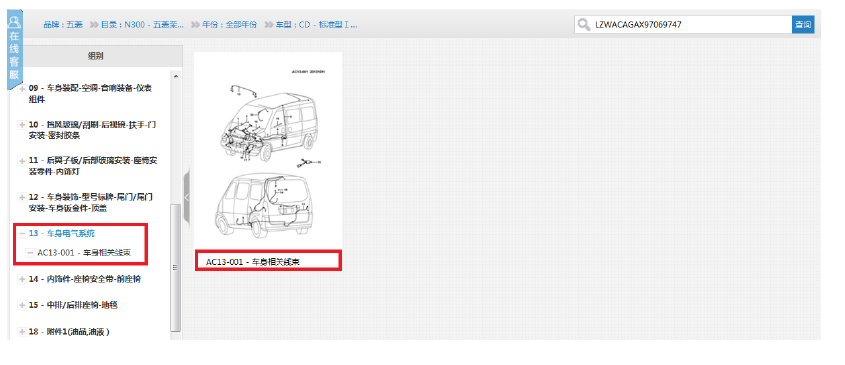 品牌：五菱 目录：N300 - 五菱荣... 年份：全部年份 车型：CD - 标准型 I ...
LZWACAGAX97069747
查询
在线客服
组别
09 - 车身装配-空调-音响装备-仪表
组件
10 - 挡风玻璃/刮刷-后视镜-扶手-门
安装-密封胶条
11 - 后翼子板/后部玻璃安装-座椅安
装零件-内饰灯
12 - 车身装饰-型号标牌-尾门/尾门
安装-车身钣金件-顶盖
13 - 车身电气系统
AC13-001 - 车身相关线束
14 - 内饰件-座椅安全带-前座椅
15 - 中排/后排座椅-地毯
18 - 附件1(油品,油液 )
AC13-001 - 车身相关线束